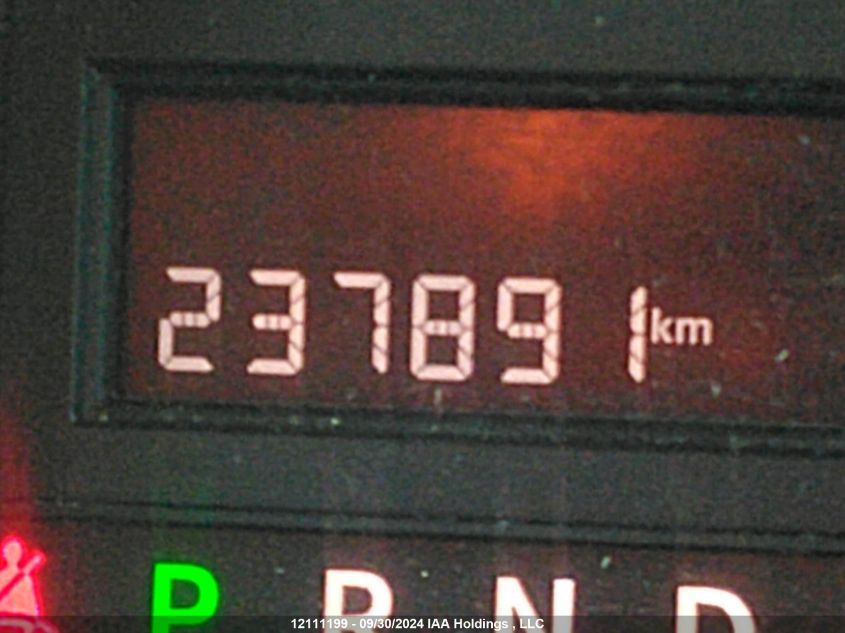 237891 km
P R N D
12111199 - 09/30/2024 IAA Holdings , LLC